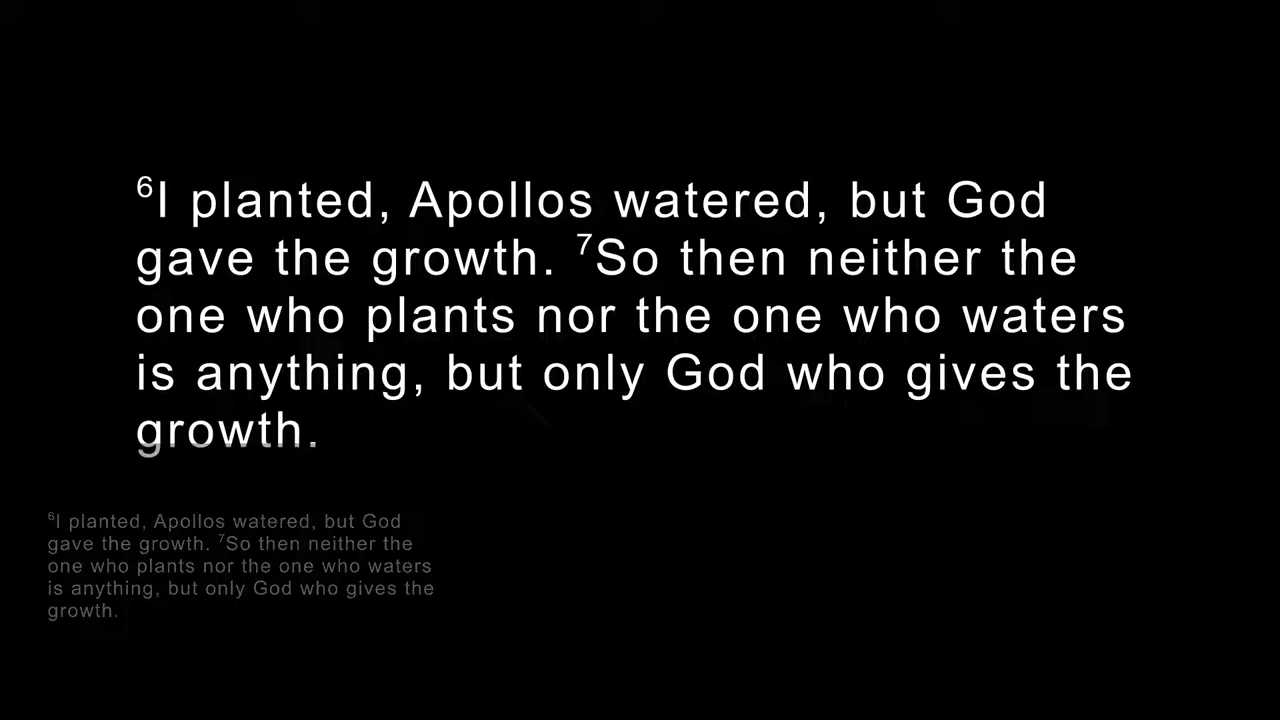 ⁶I planted, Apollos watered, but God
gave the growth. ⁷So then neither the
one who plants nor the one who waters
is anything, but only God who gives the
growth.
⁶I planted, Apollos watered, but God
gave the growth. ⁷So then neither the
one who plants nor the one who waters
is anything, but only God who gives the
growth.